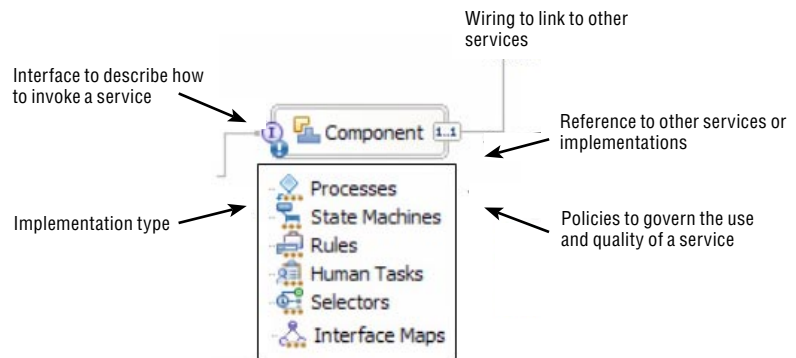 Wiring to link to other
services
Interface to describe how
to invoke a service
I
Component
1..1
Reference to other services or
implementations
Implementation type
Processes
State Machines
Rules
Human Tasks
Selectors
Interface Maps
Policies to govern the use
and quality of a service